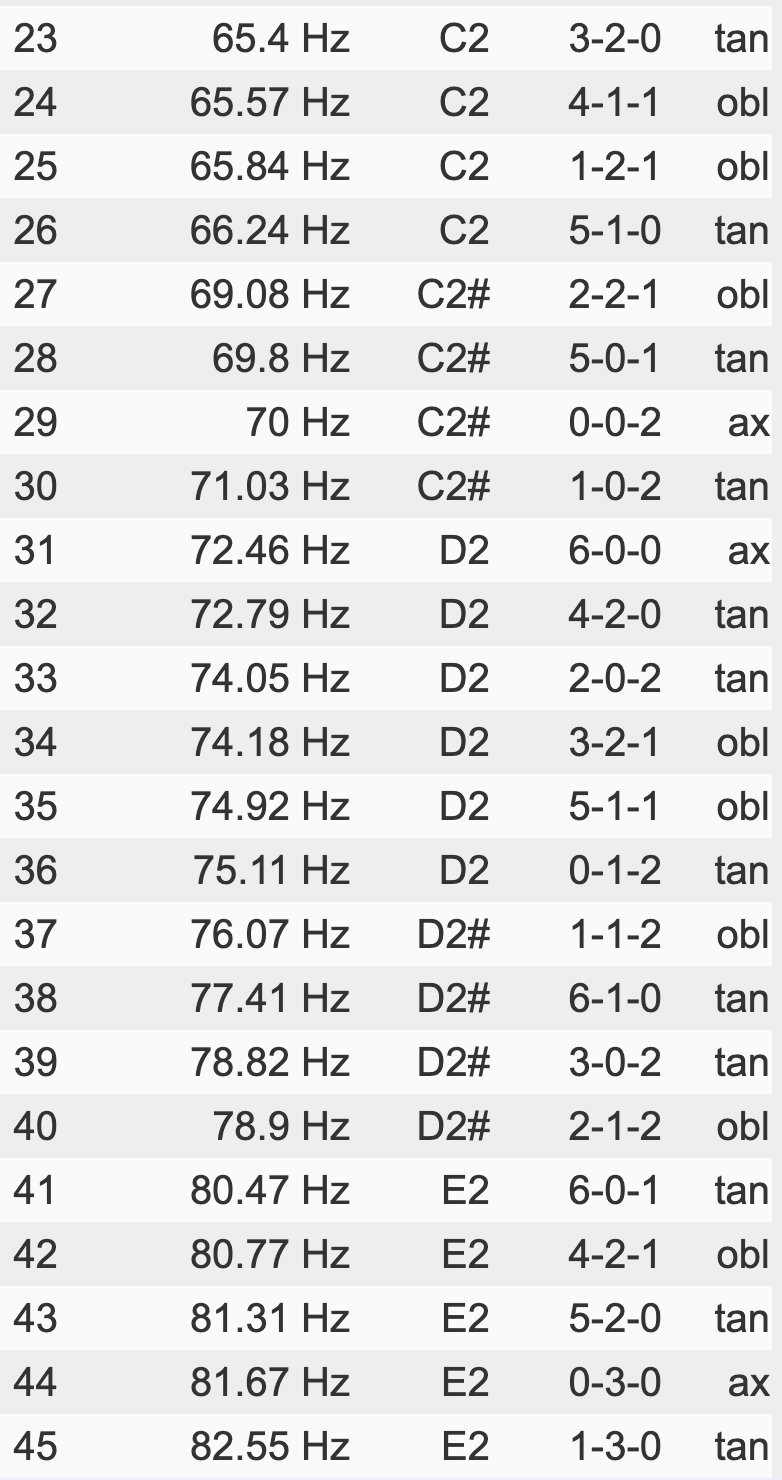 23 65.4 Hz C2 3-2-0 tan
24 65.57 Hz C2 4-1-1 obl
25 65.84 Hz C2 1-2-1 obl
26 66.24 Hz C2 5-1-0 tan
27 69.08 Hz C2# 2-2-1 obl
28 69.8 Hz C2# 5-0-1 tan
29 70 Hz C2# 0-0-2 ax
30 71.03 Hz C2# 1-0-2 tan
31 72.46 Hz D2 6-0-0 ax
32 72.79 Hz D2 4-2-0 tan
33 74.05 Hz D2 2-0-2 tan
34 74.18 Hz D2 3-2-1 obl
35 74.92 Hz D2 5-1-1 obl
36 75.11 Hz D2 0-1-2 tan
37 76.07 Hz D2# 1-1-2 obl
38 77.41 Hz D2# 6-1-0 tan
39 78.82 Hz D2# 3-0-2 tan
40 78.9 Hz D2# 2-1-2 obl
41 80.47 Hz E2 6-0-1 tan
42 80.77 Hz E2 4-2-1 obl
43 81.31 Hz E2 5-2-0 tan
44 81.67 Hz E2 0-3-0 ax
45 82.55 Hz E2 1-3-0 tan